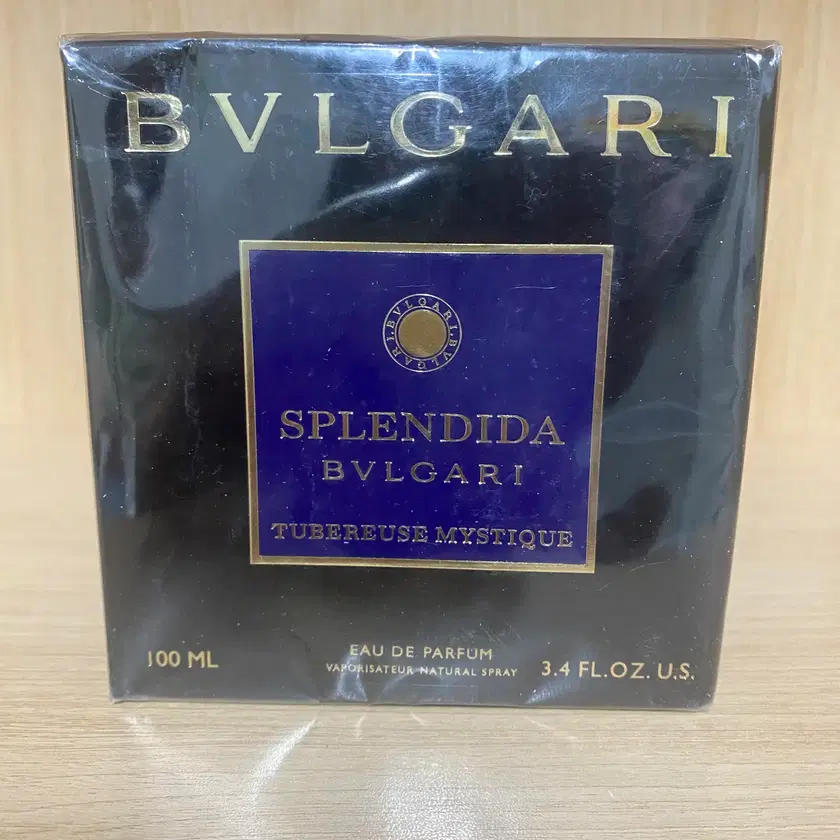 BVLGARI
BVLGARI·BVLGARI
SPLENDIDA
BVLGARI
TUBEREUSE MYSTIQUE
EAU DE PARFUM
VAPORISATEUR NATURAL SPRAY
100 ML
3.4 FL.OZ. U.S.